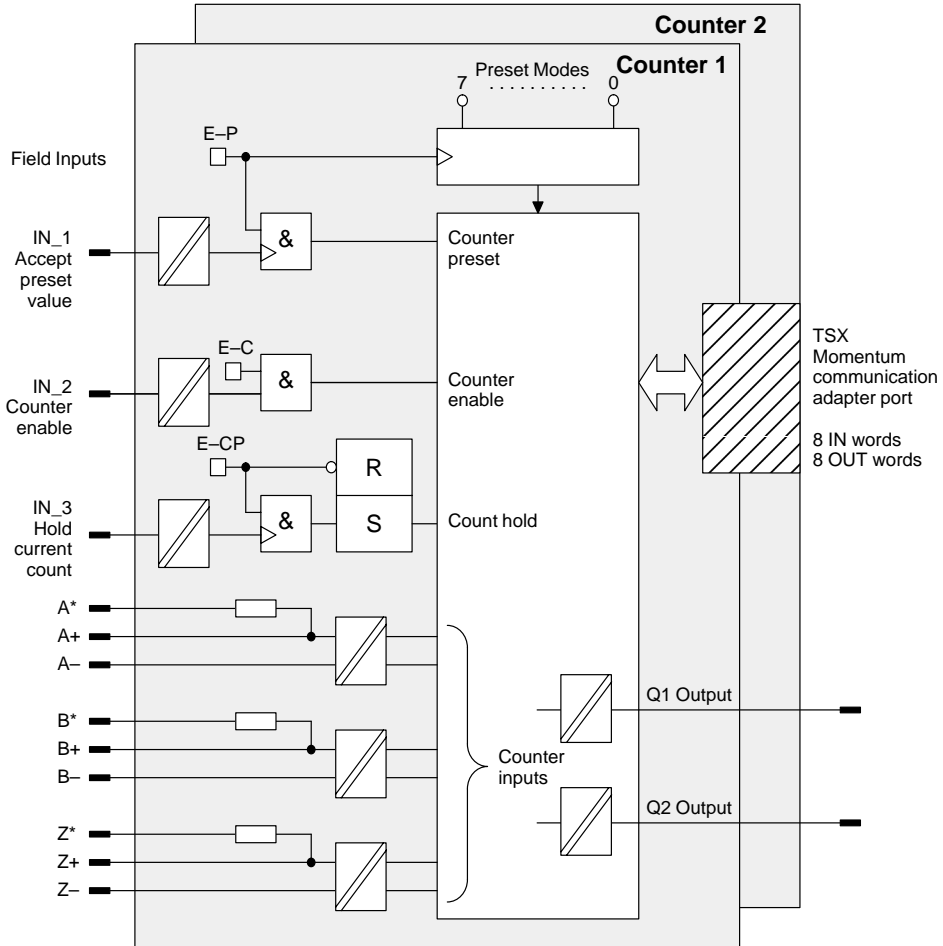 Counter 2
Counter 1
Preset Modes
7 . . . . . . . . . . 0
E–P
Field Inputs
IN_1
Accept
preset
value
&
Counter
preset
E–C
IN_2
Counter
enable
&
Counter
enable
TSX
Momentum
communication
adapter port
8 IN words
8 OUT words
E–CP
R
IN_3
Hold
current
count
&
S
Count hold
A*
A+
A–
B*
B+
B–
Z*
Z+
Z–
Counter
inputs
Q1 Output
Q2 Output